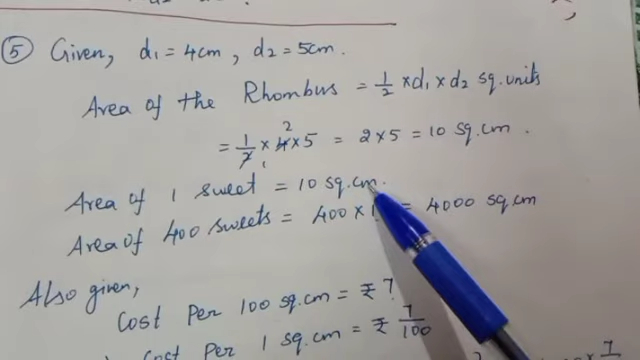 ⑤ Given, d₁ = 4cm, d₂ = 5cm.
Area of the Rhombus = 1/2 × d₁ × d₂ sq.units
= 1/2 × 4 × 5 = 2 × 5 = 10 sq.cm.
Area of 1 sweet = 10 sq.cm.
Area of 400 sweets = 400 × 1 = 4000 sq.cm
Also given,
Cost Per 100 sq.cm = ₹ 7
Cost Per 1 sq.cm = ₹ 7/100